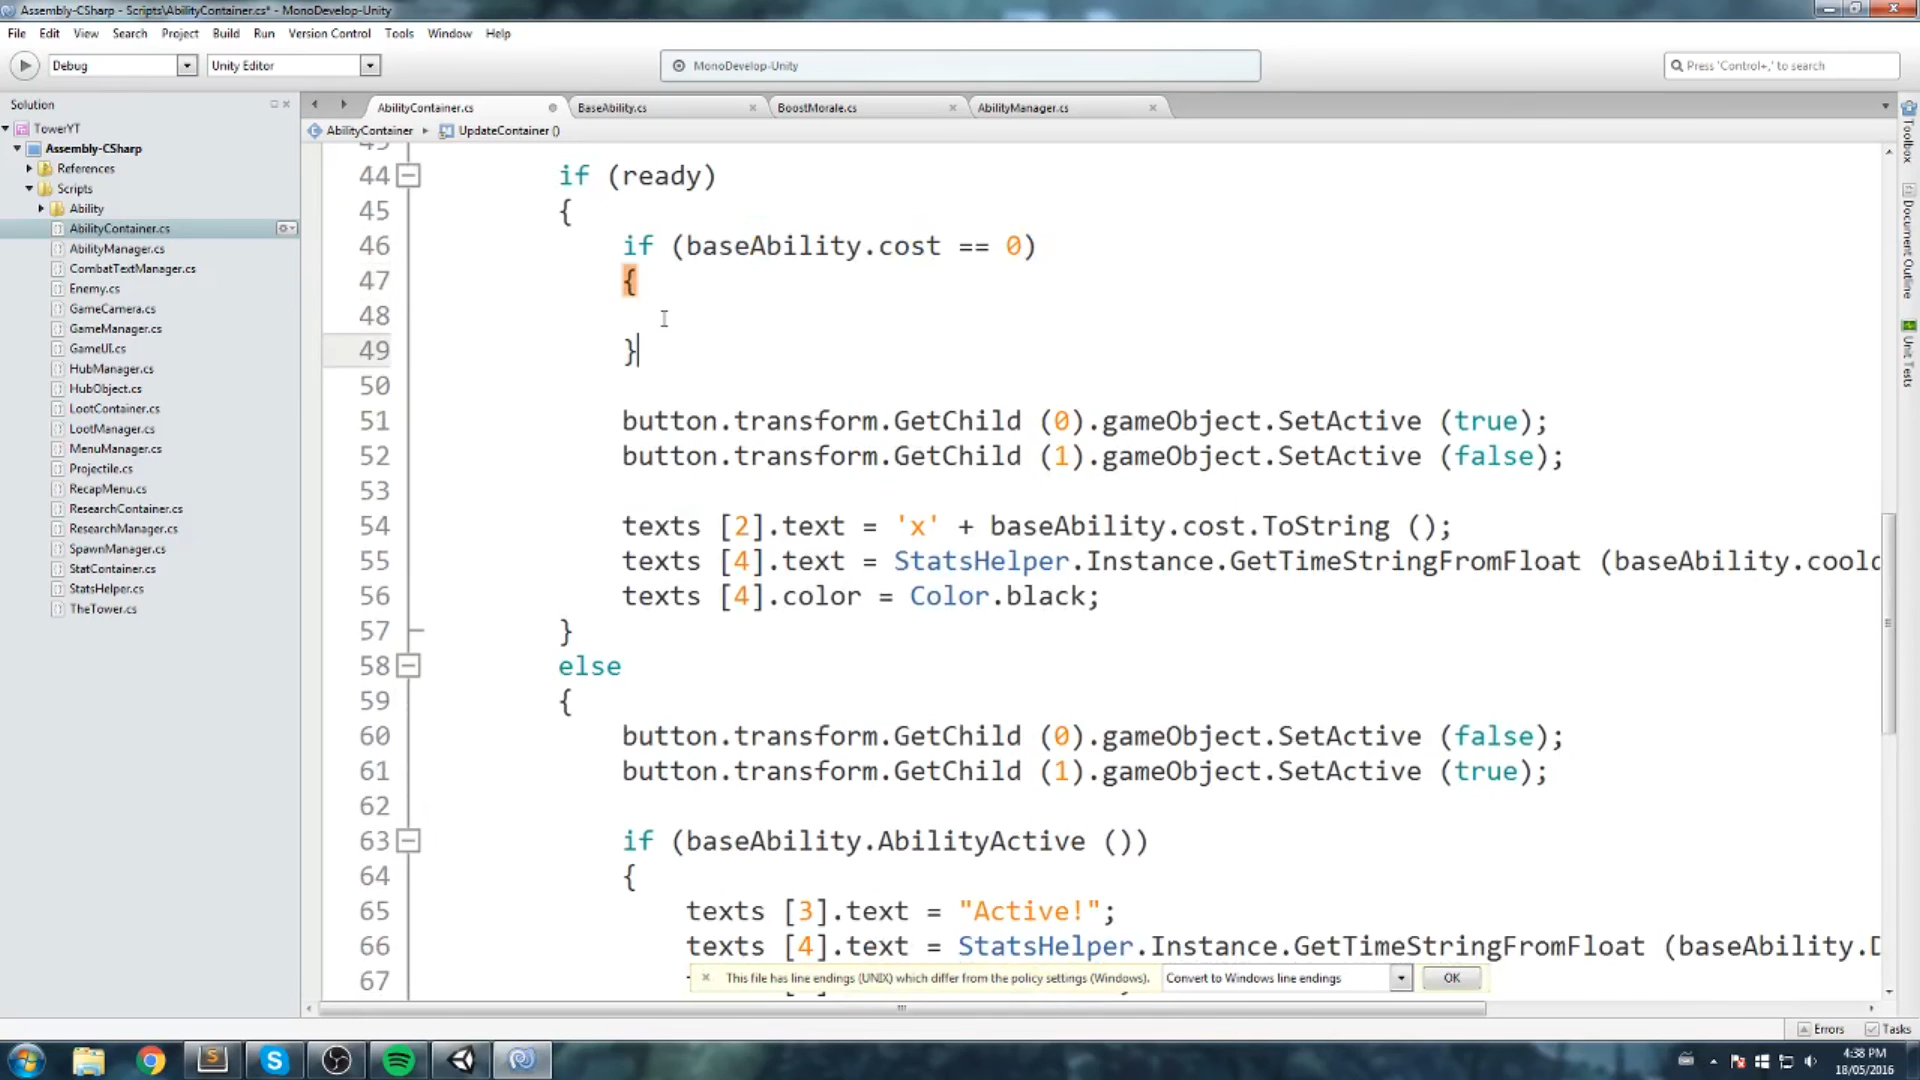 Assembly-CSharp - Scripts\AbilityContainer.cs* - MonoDevelop-Unity
File Edit View Search Project Build Run Version Control Tools Window Help
Debug Unity Editor MonoDevelop-Unity Press 'Control+,' to search
Solution
TowerYT
Assembly-CSharp
References
Scripts
Ability
AbilityContainer.cs
AbilityManager.cs
CombatTextManager.cs
Enemy.cs
GameCamera.cs
GameManager.cs
GameUI.cs
HubManager.cs
HubObject.cs
LootContainer.cs
LootManager.cs
MenuManager.cs
Projectile.cs
RecapMenu.cs
ResearchContainer.cs
ResearchManager.cs
SpawnManager.cs
StatContainer.cs
StatsHelper.cs
TheTower.cs
AbilityContainer.cs BaseAbility.cs BoostMorale.cs AbilityManager.cs
AbilityContainer UpdateContainer ()
44 if (ready)
45 {
46 if (baseAbility.cost == 0)
47 {
48
49 }
50
51 button.transform.GetChild (0).gameObject.SetActive (true);
52 button.transform.GetChild (1).gameObject.SetActive (false);
53
54 texts [2].text = 'x' + baseAbility.cost.ToString ();
55 texts [4].text = StatsHelper.Instance.GetTimeStringFromFloat (baseAbility.coold
56 texts [4].color = Color.black;
57 }
58 else
59 {
60 button.transform.GetChild (0).gameObject.SetActive (false);
61 button.transform.GetChild (1).gameObject.SetActive (true);
62
63 if (baseAbility.AbilityActive ())
64 {
65 texts [3].text = "Active!";
66 texts [4].text = StatsHelper.Instance.GetTimeStringFromFloat (baseAbility.D
67
This file has line endings (UNIX) which differ from the policy settings (Windows). Convert to Windows line endings OK
Toolbox
Document Outline
Unit Tests
Errors Tasks
4:38 PM
18/05/2016